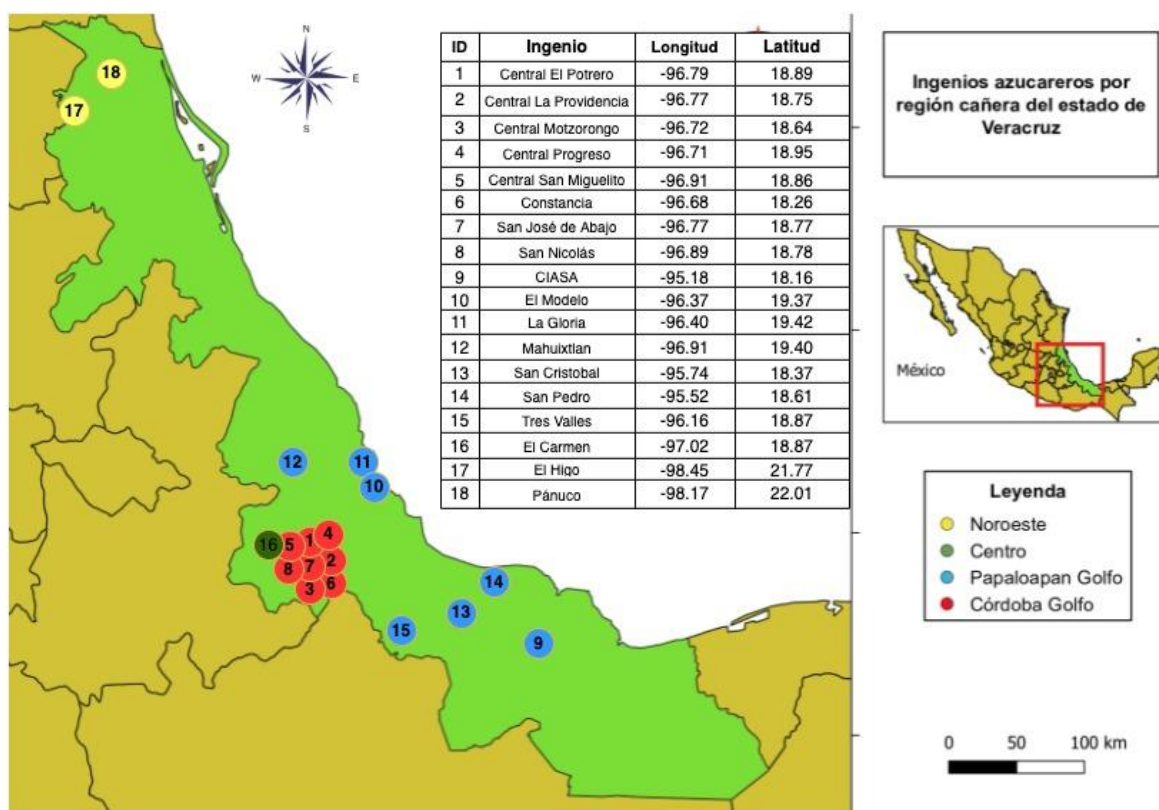 N
W E
S
18
17
12
11
10
16
5
1
4
8
7
2
3
6
14
13
15
9
ID Ingenio Longitud Latitud
1 Central El Potrero -96.79 18.89
2 Central La Providencia -96.77 18.75
3 Central Motzorongo -96.72 18.64
4 Central Progreso -96.71 18.95
5 Central San Miguelito -96.91 18.86
6 Constancia -96.68 18.26
7 San José de Abajo -96.77 18.77
8 San Nicolás -96.89 18.78
9 CIASA -95.18 18.16
10 El Modelo -96.37 19.37
11 La Gloria -96.40 19.42
12 Mahuixtlan -96.91 19.40
13 San Cristobal -95.74 18.37
14 San Pedro -95.52 18.61
15 Tres Valles -96.16 18.87
16 El Carmen -97.02 18.87
17 El Higo -98.45 21.77
18 Pánuco -98.17 22.01
Ingenios azucareros por
región cañera del estado de
Veracruz
México
Leyenda
Noroeste
Centro
Papaloapan Golfo
Córdoba Golfo
0 50 100 km